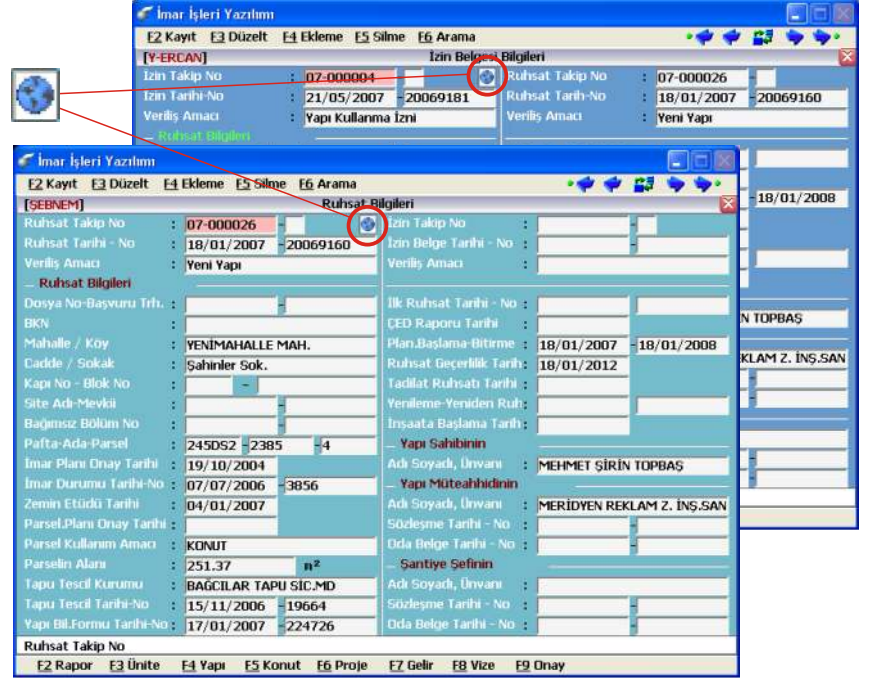 İmar İşleri Yazılımı
F2 Kayıt F3 Düzelt F4 Ekleme F5 Silme F6 Arama
[Y-ERCAN] İzin Belgesi Bilgileri
İzin Takip No : 07-000004 - Ruhsat Takip No : 07-000026 -
İzin Tarihi-No : 21/05/2007 - 20069181 Ruhsat Tarih-No : 18/01/2007 - 20069160
Veriliş Amacı : Yapı Kullanma İzni Veriliş Amacı : Yeni Yapı
Ruhsat Bilgileri
-18/01/2008
N TOPBAŞ
KLAM Z. İNŞ.SAN
İmar İşleri Yazılımı
F2 Kayıt F3 Düzelt F4 Ekleme F5 Silme F6 Arama
[ŞEBNEM] Ruhsat Bilgileri
Ruhsat Takip No : 07-000026 - İzin Takip No : -
Ruhsat Tarihi - No : 18/01/2007 -20069160 İzin Belge Tarihi - No : -
Veriliş Amacı : Yeni Yapı Veriliş Amacı :
Ruhsat Bilgileri
Dosya No-Başvuru Trh. : - İlk Ruhsat Tarihi - No :
BKN : ÇED Raporu Tarihi :
Mahalle / Köy : YENİMAHALLE MAH. Plan.Başlama-Bitirme : 18/01/2007 -18/01/2008
Cadde / Sokak : Şahinler Sok. Ruhsat Geçerlilik Tarih: 18/01/2012
Kapı No - Blok No : - Tadilat Ruhsatı Tarihi :
Site Adı-Mevkii : - Yenileme-Yeniden Ruh:
Bağımsız Bölüm No : - İnşaata Başlama Tarih:
Pafta-Ada-Parsel : 245DS2 -2385 -4 Yapı Sahibinin
İmar Planı Onay Tarihi : 19/10/2004 Adı Soyadı, Ünvanı : MEHMET ŞİRİN TOPBAŞ
İmar Durumu Tarihi-No : 07/07/2006 -3856 Yapı Müteahhidinin
Zemin Etüdü Tarihi : 04/01/2007 Adı Soyadı, Ünvanı : MERİDYEN REKLAM Z. İNŞ.SAN
Parsel.Planı Onay Tarihi : Sözleşme Tarihi - No : -
Parsel Kullanım Amacı : KONUT Oda Belge Tarihi - No : -
Parselin Alanı : 251.37 m² Şantiye Şefinin
Tapu Tescil Kurumu : BAĞCILAR TAPU SİC.MD Adı Soyadı, Ünvanı :
Tapu Tescil Tarihi-No : 15/11/2006 -19664 Sözleşme Tarihi - No : -
Yapı Bil.Formu Tarihi-No : 17/01/2007 -224726 Oda Belge Tarihi - No : -
Ruhsat Takip No
F2 Rapor F3 Ünite F4 Yapı F5 Konut F6 Proje F7 Gelir F8 Vize F9 Onay